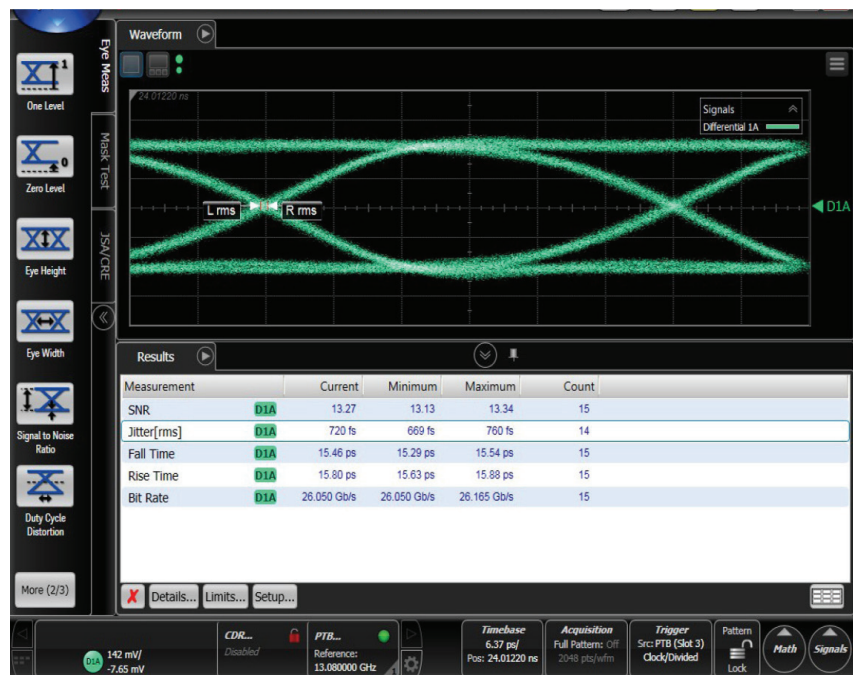 Waveform
Eye Meas
Mask Test
JSA/CRE
One Level
Zero Level
Eye Height
Eye Width
Signal to Noise
Ratio
Duty Cycle
Distortion
More (2/3)
1
0
24.01220 ns
Signals
Differential 1A
L rms
R rms
D1A
Results
Measurement Current Minimum Maximum Count
SNR D1A 13.27 13.13 13.34 15
Jitter[rms] D1A 720 fs 669 fs 760 fs 14
Fall Time D1A 15.46 ps 15.29 ps 15.54 ps 15
Rise Time D1A 15.80 ps 15.63 ps 15.88 ps 15
Bit Rate D1A 26.050 Gb/s 26.050 Gb/s 26.165 Gb/s 15
Details... Limits... Setup...
D1A
142 mV/
-7.65 mV
CDR...
Disabled
PTB...
Reference:
13.080000 GHz
Timebase
6.37 ps/
Pos: 24.01220 ns
Acquisition
Full Pattern: Off
2048 pts/wfm
Trigger
Src: PTB (Slot 3)
Clock/Divided
Pattern
Lock
Math
Signals